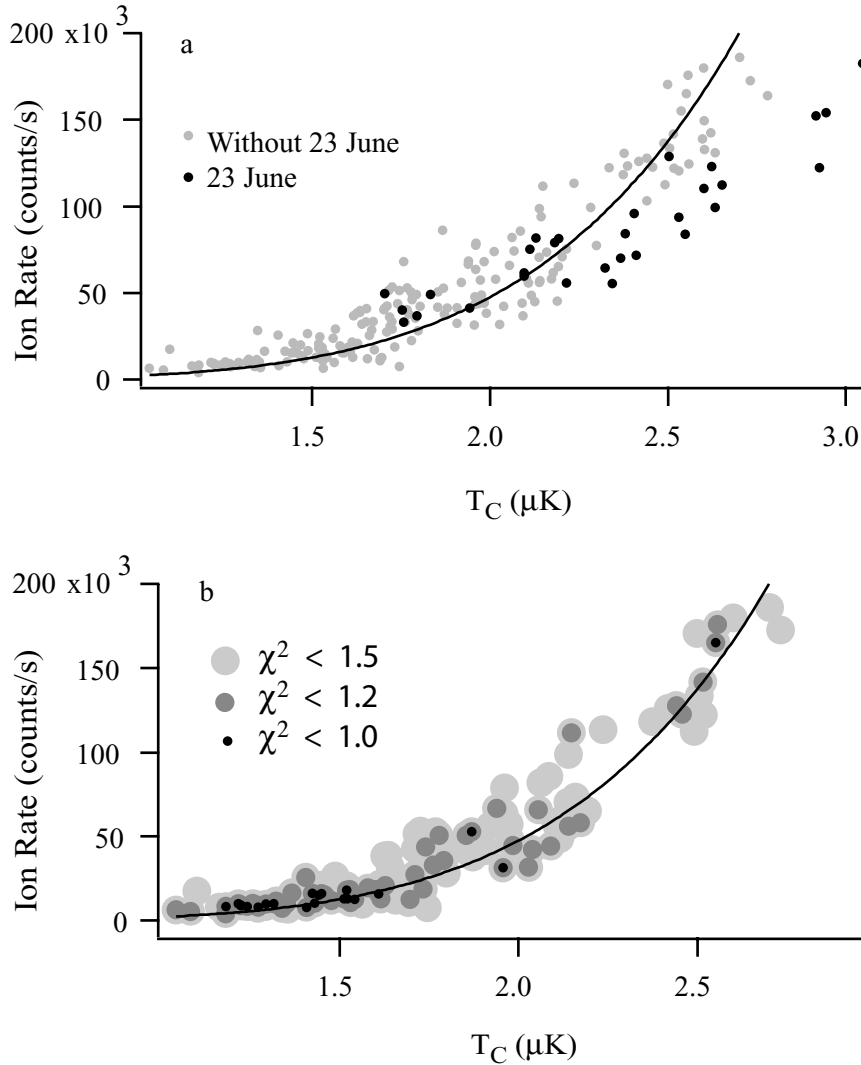 200 x10³
a
150
100
50
0
Ion Rate (counts/s)
Without 23 June
23 June
1.5
2.0
2.5
3.0
T_C (μK)
200 x10³
b
150
100
50
0
Ion Rate (counts/s)
χ² < 1.5
χ² < 1.2
χ² < 1.0
1.5
2.0
2.5
T_C (μK)